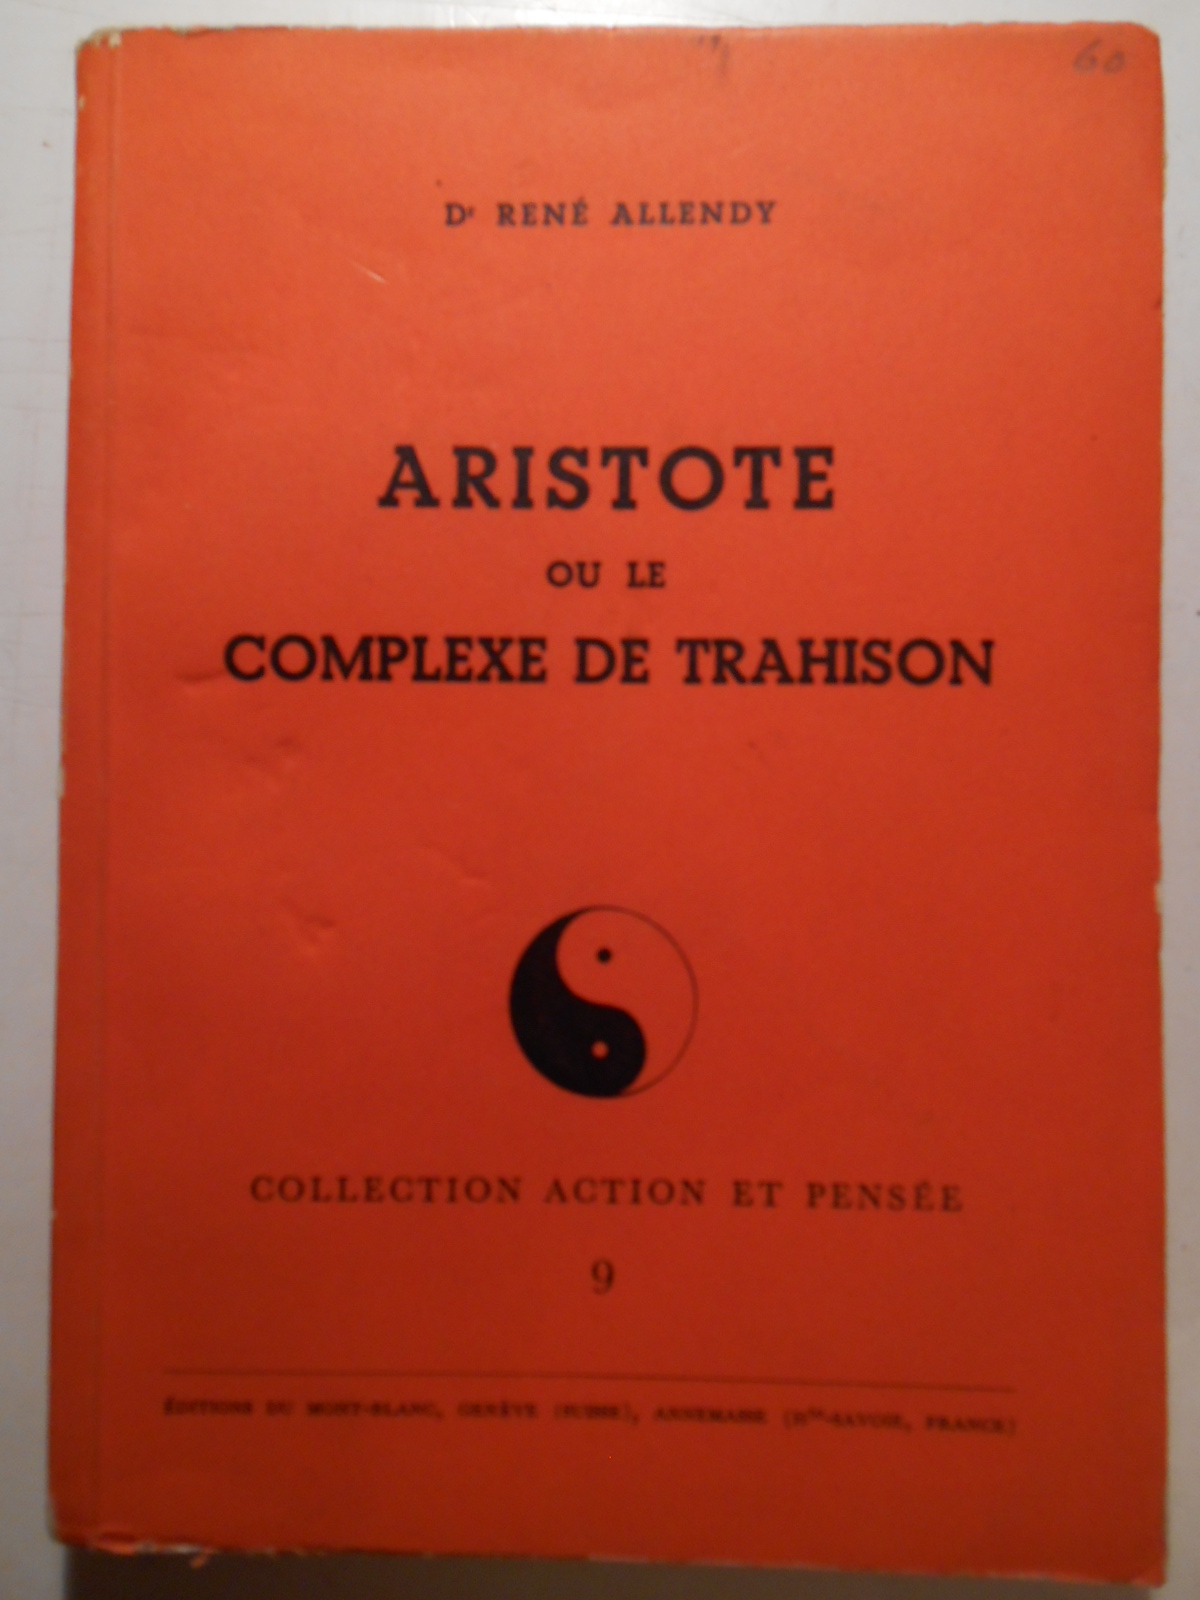 60
Dr RENÉ ALLENDY
ARISTOTE
OU LE
COMPLEXE DE TRAHISON
COLLECTION ACTION ET PENSÉE
9
ÉDITIONS DU MONT-BLANC, GENÈVE (SUISSE), ANNEMASSE (Hte-SAVOIE, FRANCE)